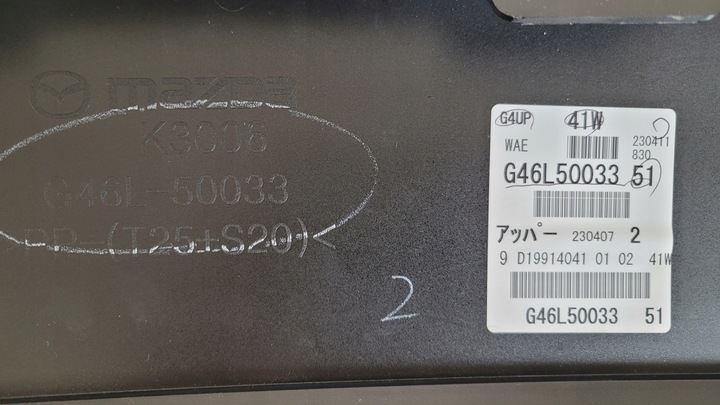 mazda
K3006
G46L-50033
PP-(T25+S20)<
2
G4UP 41W
WAE 230411
830
G46L50033 51
アッパー 230407 2
9 D19914041 01 02 41W
G46L50033 51